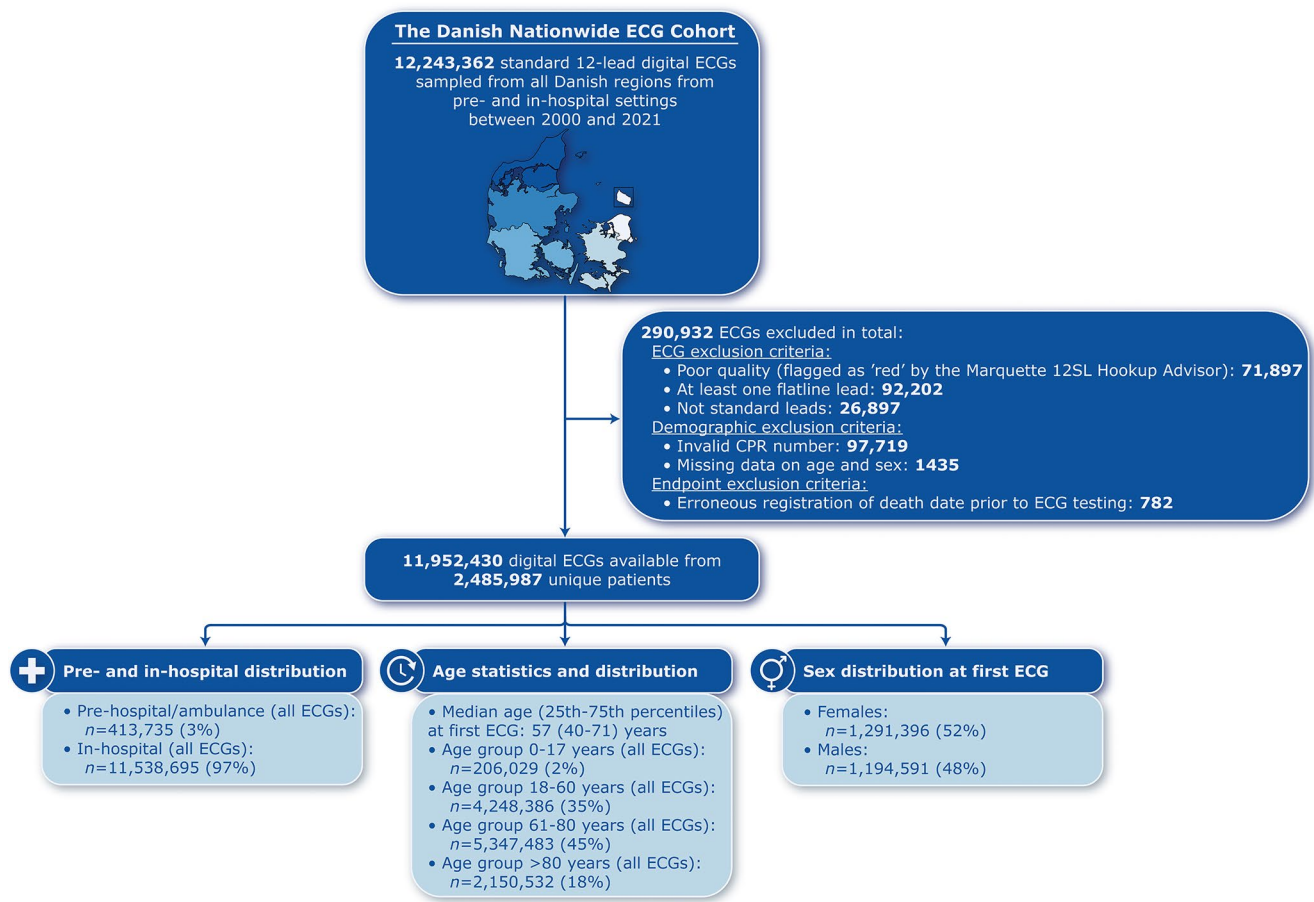 The Danish Nationwide ECG Cohort
12,243,362 standard 12-lead digital ECGs
sampled from all Danish regions from
pre- and in-hospital settings
between 2000 and 2021
290,932 ECGs excluded in total:
ECG exclusion criteria:
• Poor quality (flagged as 'red' by the Marquette 12SL Hookup Advisor): 71,897
• At least one flatline lead: 92,202
• Not standard leads: 26,897
Demographic exclusion criteria:
• Invalid CPR number: 97,719
• Missing data on age and sex: 1435
Endpoint exclusion criteria:
• Erroneous registration of death date prior to ECG testing: 782
11,952,430 digital ECGs available from
2,485,987 unique patients
Pre- and in-hospital distribution
• Pre-hospital/ambulance (all ECGs):
n=413,735 (3%)
• In-hospital (all ECGs):
n=11,538,695 (97%)
Age statistics and distribution
• Median age (25th-75th percentiles)
at first ECG: 57 (40-71) years
• Age group 0-17 years (all ECGs):
n=206,029 (2%)
• Age group 18-60 years (all ECGs):
n=4,248,386 (35%)
• Age group 61-80 years (all ECGs):
n=5,347,483 (45%)
• Age group >80 years (all ECGs):
n=2,150,532 (18%)
Sex distribution at first ECG
• Females:
n=1,291,396 (52%)
• Males:
n=1,194,591 (48%)